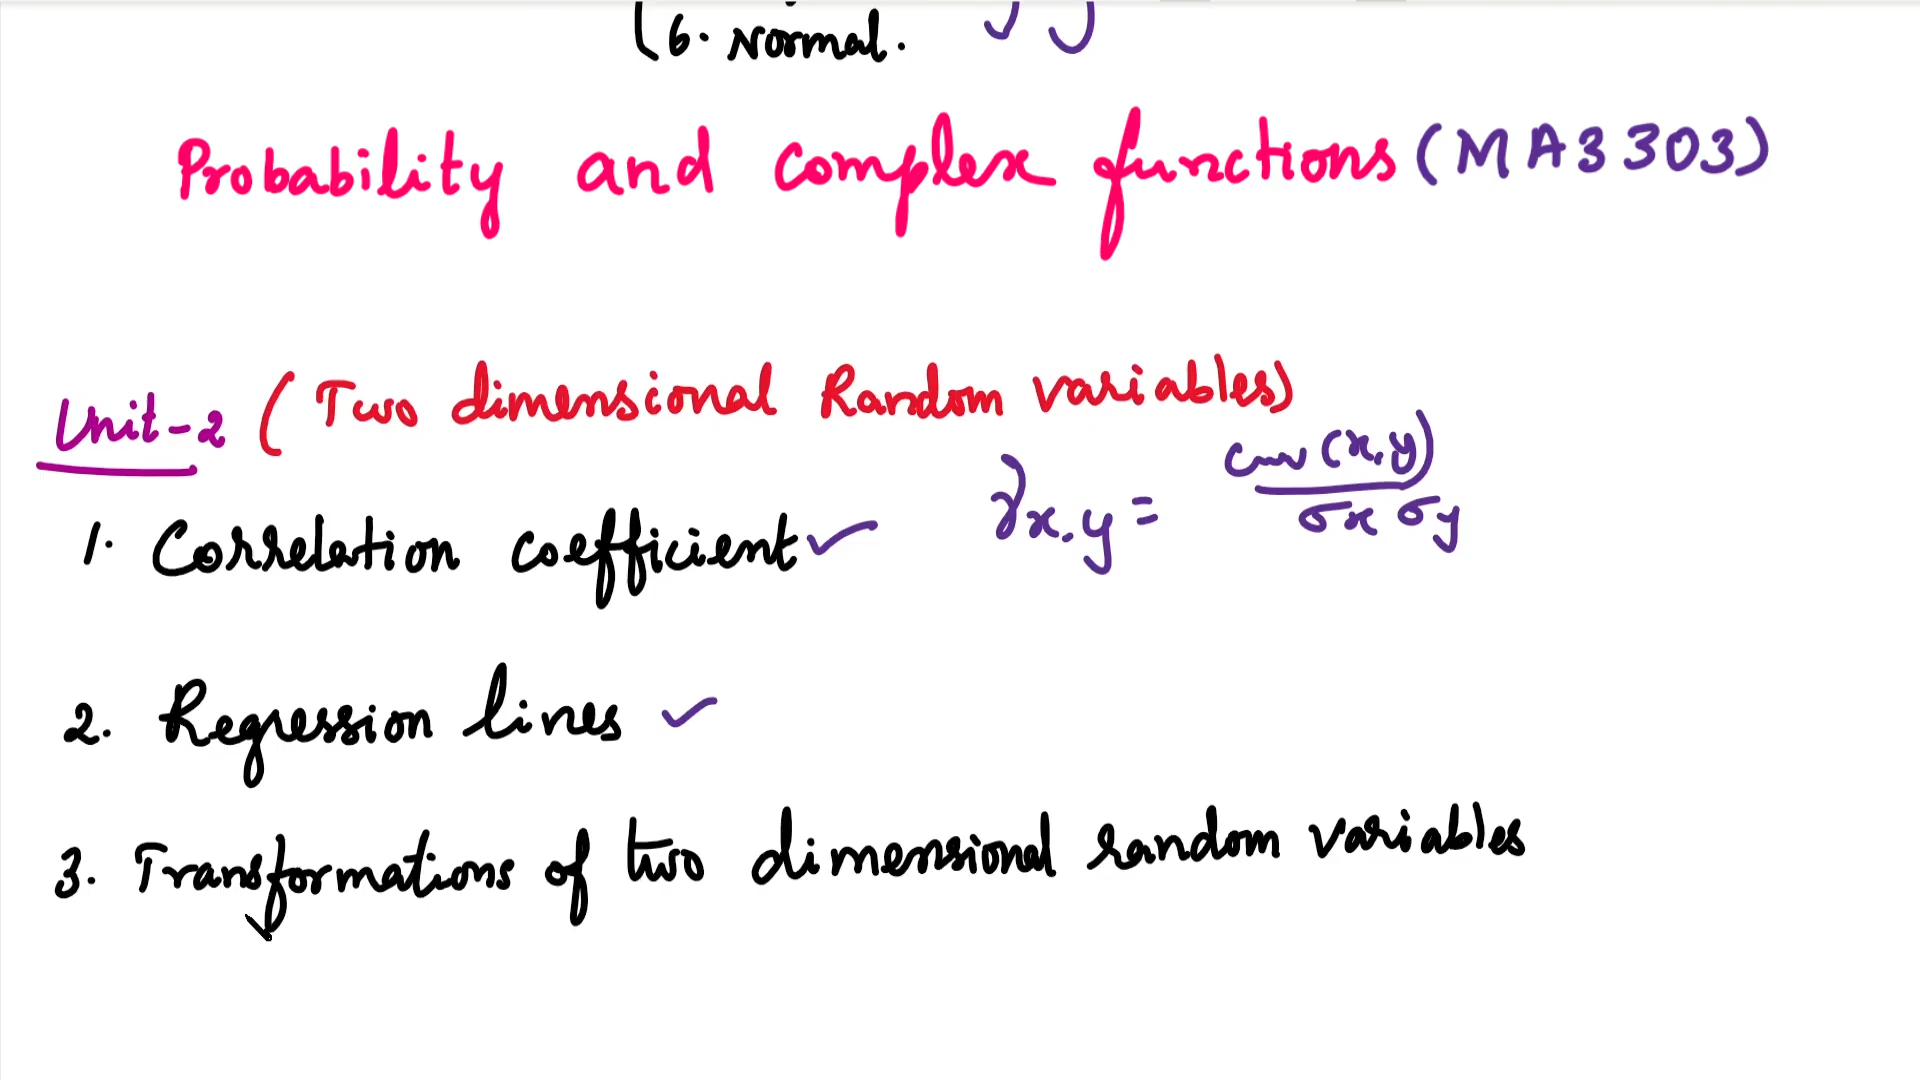 (6. Normal.
Probability and complex functions (MA3303)
Unit-2 (Two dimensional Random variables)
1. Correlation coefficient ✓ γx,y = cov(x,y) / σx σy
2. Regression lines ✓
3. Transformations of two dimensional random variables